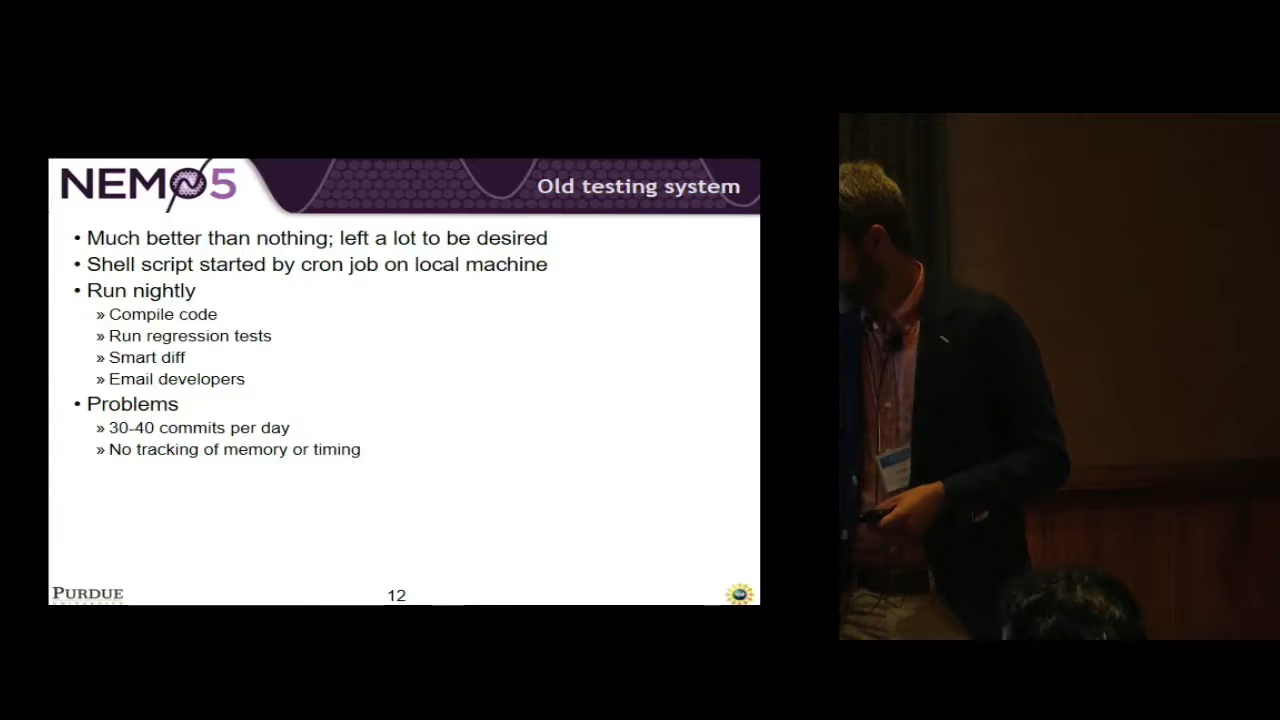 NEMO5
Old testing system
• Much better than nothing; left a lot to be desired
• Shell script started by cron job on local machine
• Run nightly
» Compile code
» Run regression tests
» Smart diff
» Email developers
• Problems
» 30-40 commits per day
» No tracking of memory or timing
PURDUE
UNIVERSITY
12